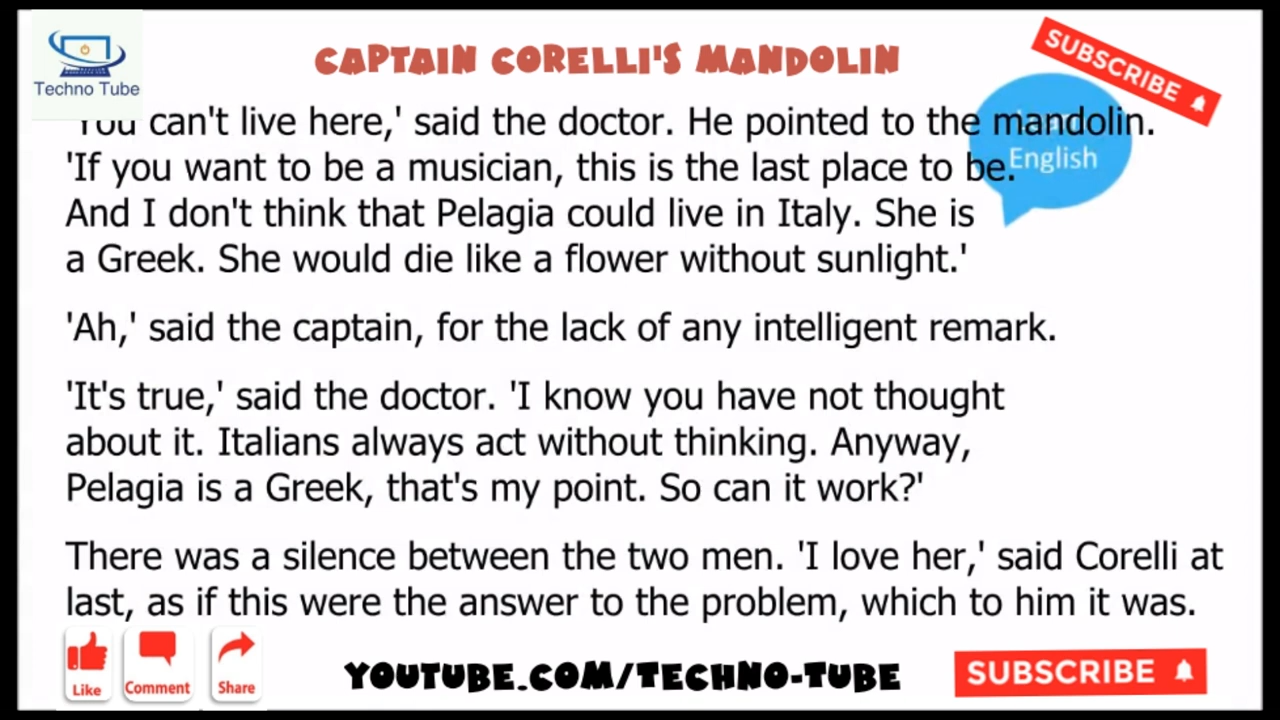 Techno Tube
CAPTAIN CORELLI'S MANDOLIN
SUBSCRIBE
'You can't live here,' said the doctor. He pointed to the mandolin.
'If you want to be a musician, this is the last place to be.
English
And I don't think that Pelagia could live in Italy. She is
a Greek. She would die like a flower without sunlight.'
'Ah,' said the captain, for the lack of any intelligent remark.
'It's true,' said the doctor. 'I know you have not thought
about it. Italians always act without thinking. Anyway,
Pelagia is a Greek, that's my point. So can it work?'
There was a silence between the two men. 'I love her,' said Corelli at
last, as if this were the answer to the problem, which to him it was.
Like
Comment
Share
YOUTUBE.COM/TECHNO-TUBE
SUBSCRIBE